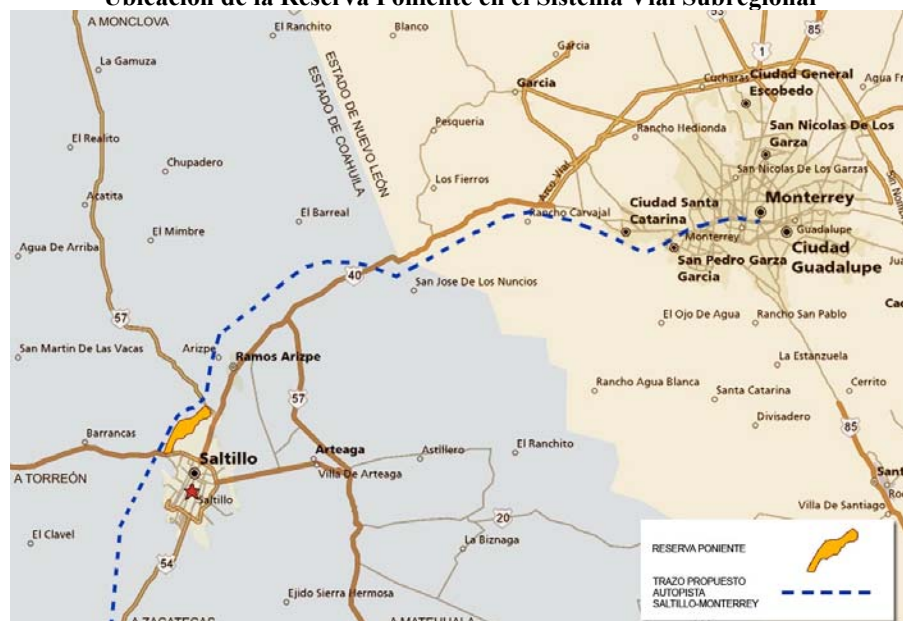 Ubicación de la Reserva Poniente en el Sistema Vial Subregional
A MONCLOVA
El Ranchito
Blanco
53
85
La Gamuza
ESTADO DE NUEVO LEÓN
ESTADO DE COAHUILA
Garcia
1
Garcia
Cucharas
Ciudad General
Escobedo
Agua Fr
Pesqueria
Rancho Hedionda
San Nicolas De Los
Garza
El Realito
Chupadero
San Nicolas De Los Garzas
Los Fierros
Arco Vial
Acatita
El Barreal
Rancho Carvajal
Ciudad Santa
Catarina
Monterrey
Guadalupe
El Mimbre
Agua De Arriba
Monterrey
San Pedro Garza
Garcia
Ciudad
Guadalupe
Jua
40
San Jose De Los Nuncios
57
El Ojo De Agua
Rancho San Pablo
San Martin De Las Vacas
Arizpe
Ramos Arizpe
La Estanzuela
57
Rancho Agua Blanca
Santa Catarina
Cerrito
Divisadero
85
Barrancas
Arteaga
Astillero
El Ranchito
Saltillo
Villa De Arteaga
A TORREÓN
Saltillo
Sant
Villa De Santiago
20
El Clavel
La Biznaga
54
RESERVA PONIENTE
Ejido Sierra Hermosa
TRAZO PROPUESTO
AUTOPISTA
SALTILLO-MONTERREY
A ZACATECAS
A MATEHUALA